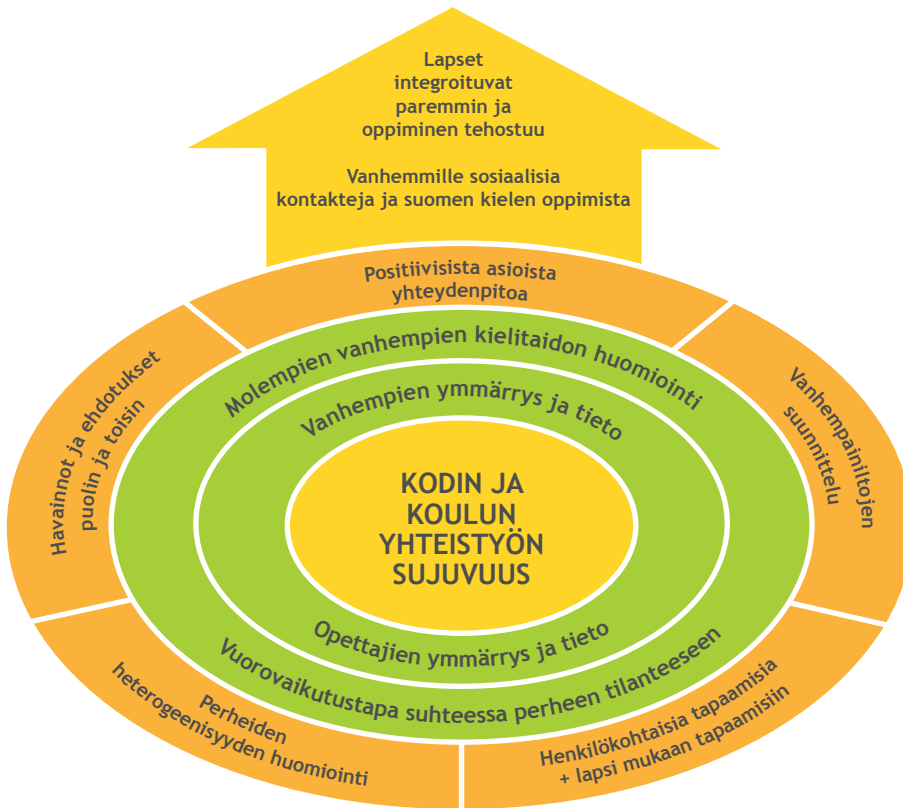 Lapset
integroituvat
paremmin ja
oppiminen tehostuu
Vanhemmille sosiaalisia
kontakteja ja suomen kielen oppimista
Positiivisista asioista
yhteydenpitoa
Havainnot ja ehdotukset
puolin ja toisin
Vanhempainiltojen
suunnittelu
Molempien vanhempien kielitaidon huomiointi
Vanhempien ymmärrys ja tieto
KODIN JA
KOULUN
YHTEISTYÖN
SUJUVUUS
Opettajien ymmärrys ja tieto
Vuorovaikutustapa suhteessa perheen tilanteeseen
Perheiden
heterogeenisyyden huomiointi
Henkilökohtaisia tapaamisia
+ lapsi mukaan tapaamisiin